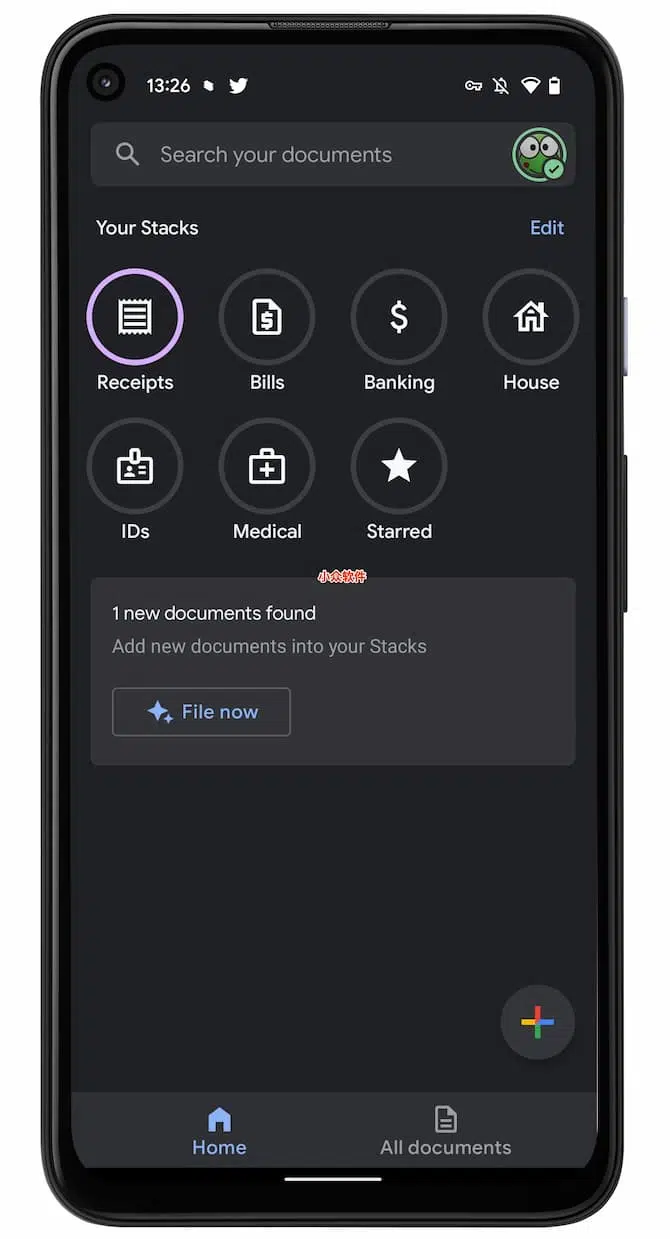 13:26
Search your documents
Your Stacks
Edit
Receipts
Bills
Banking
House
IDs
Medical
Starred
小众软件
1 new documents found
Add new documents into your Stacks
File now
Home
All documents